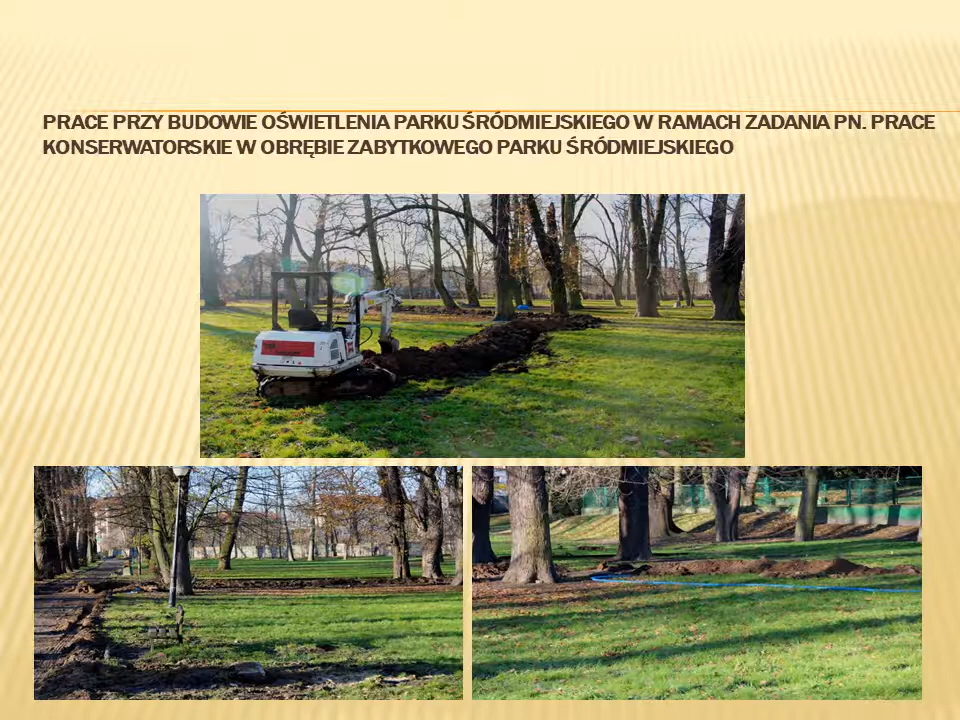 PRACE PRZY BUDOWIE OŚWIETLENIA PARKU ŚRÓDMIEJSKIEGO W RAMACH ZADANIA PN. PRACE
KONSERWATORSKIE W OBRĘBIE ZABYTKOWEGO PARKU ŚRÓDMIEJSKIEGO